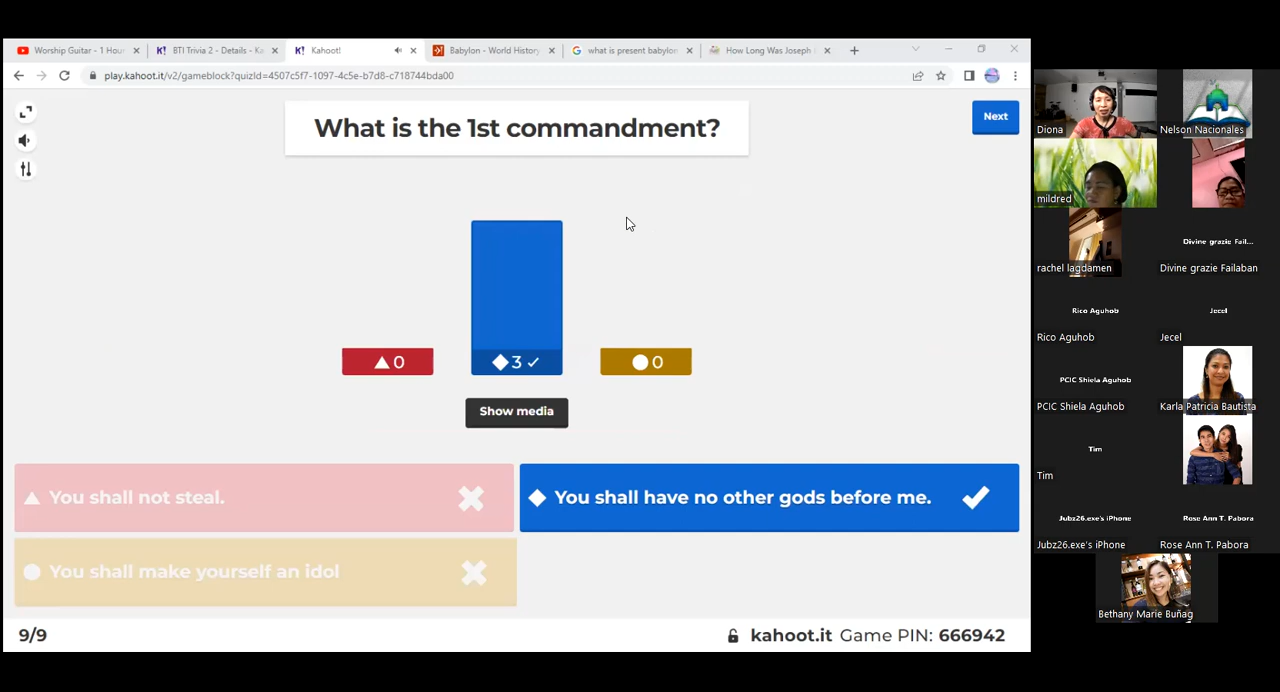 Worship Guitar - 1 Hour
K! BTI Trivia 2 - Details - Ka
K! Kahoot!
Babylon - World History
what is present babylon
How Long Was Joseph
play.kahoot.it/v2/gameblock?quizId=4507c5f7-1097-4c5e-b7d8-c718744bda00
What is the 1st commandment?
Next
0
3
0
Show media
You shall not steal.
You shall have no other gods before me.
You shall make yourself an idol
9/9
kahoot.it Game PIN: 666942
Diona
Nelson Nacionales
mildred
rachel lagdamen
Divine grazie Fail...
Divine grazie Failaban
Rico Aguhob
Rico Aguhob
Jecel
Jecel
PCIC Shiela Aguhob
PCIC Shiela Aguhob
Karla Patricia Bautista
Tim
Tim
Jubz26.exe's iPhone
Jubz26.exe's iPhone
Rose Ann T. Pabora
Rose Ann T. Pabora
Bethany Marie Buñag